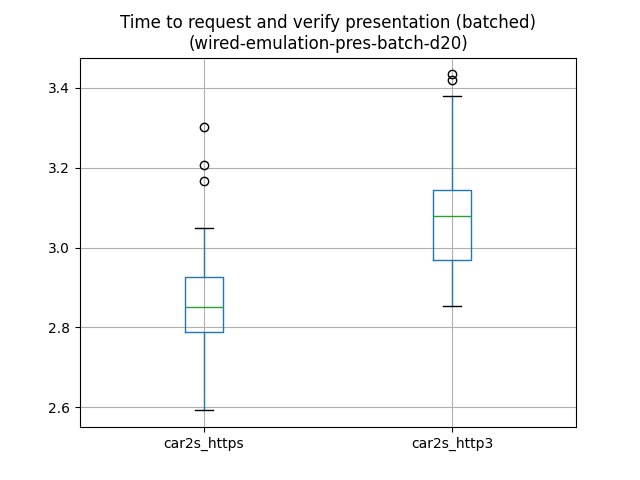 Time to request and verify presentation (batched)
(wired-emulation-pres-batch-d20)
3.4
3.2
3.0
2.8
2.6
car2s_https
car2s_http3